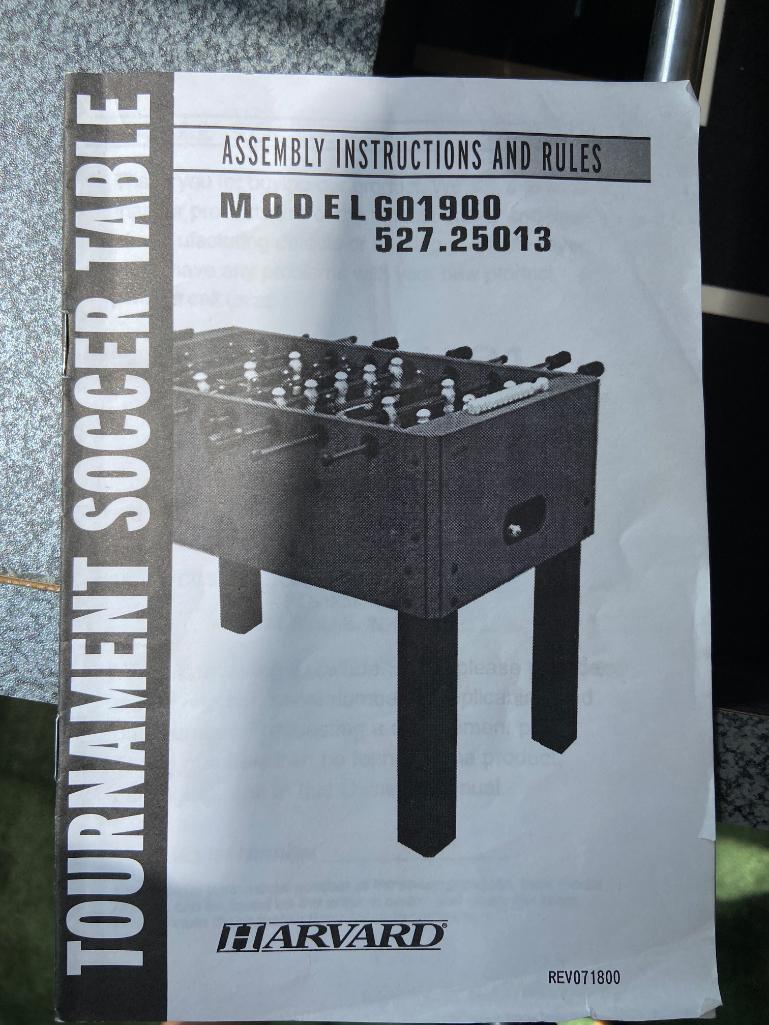 TOURNAMENT SOCCER TABLE
ASSEMBLY INSTRUCTIONS AND RULES
MODEL G01900
527.25013
HARVARD®
REV071800